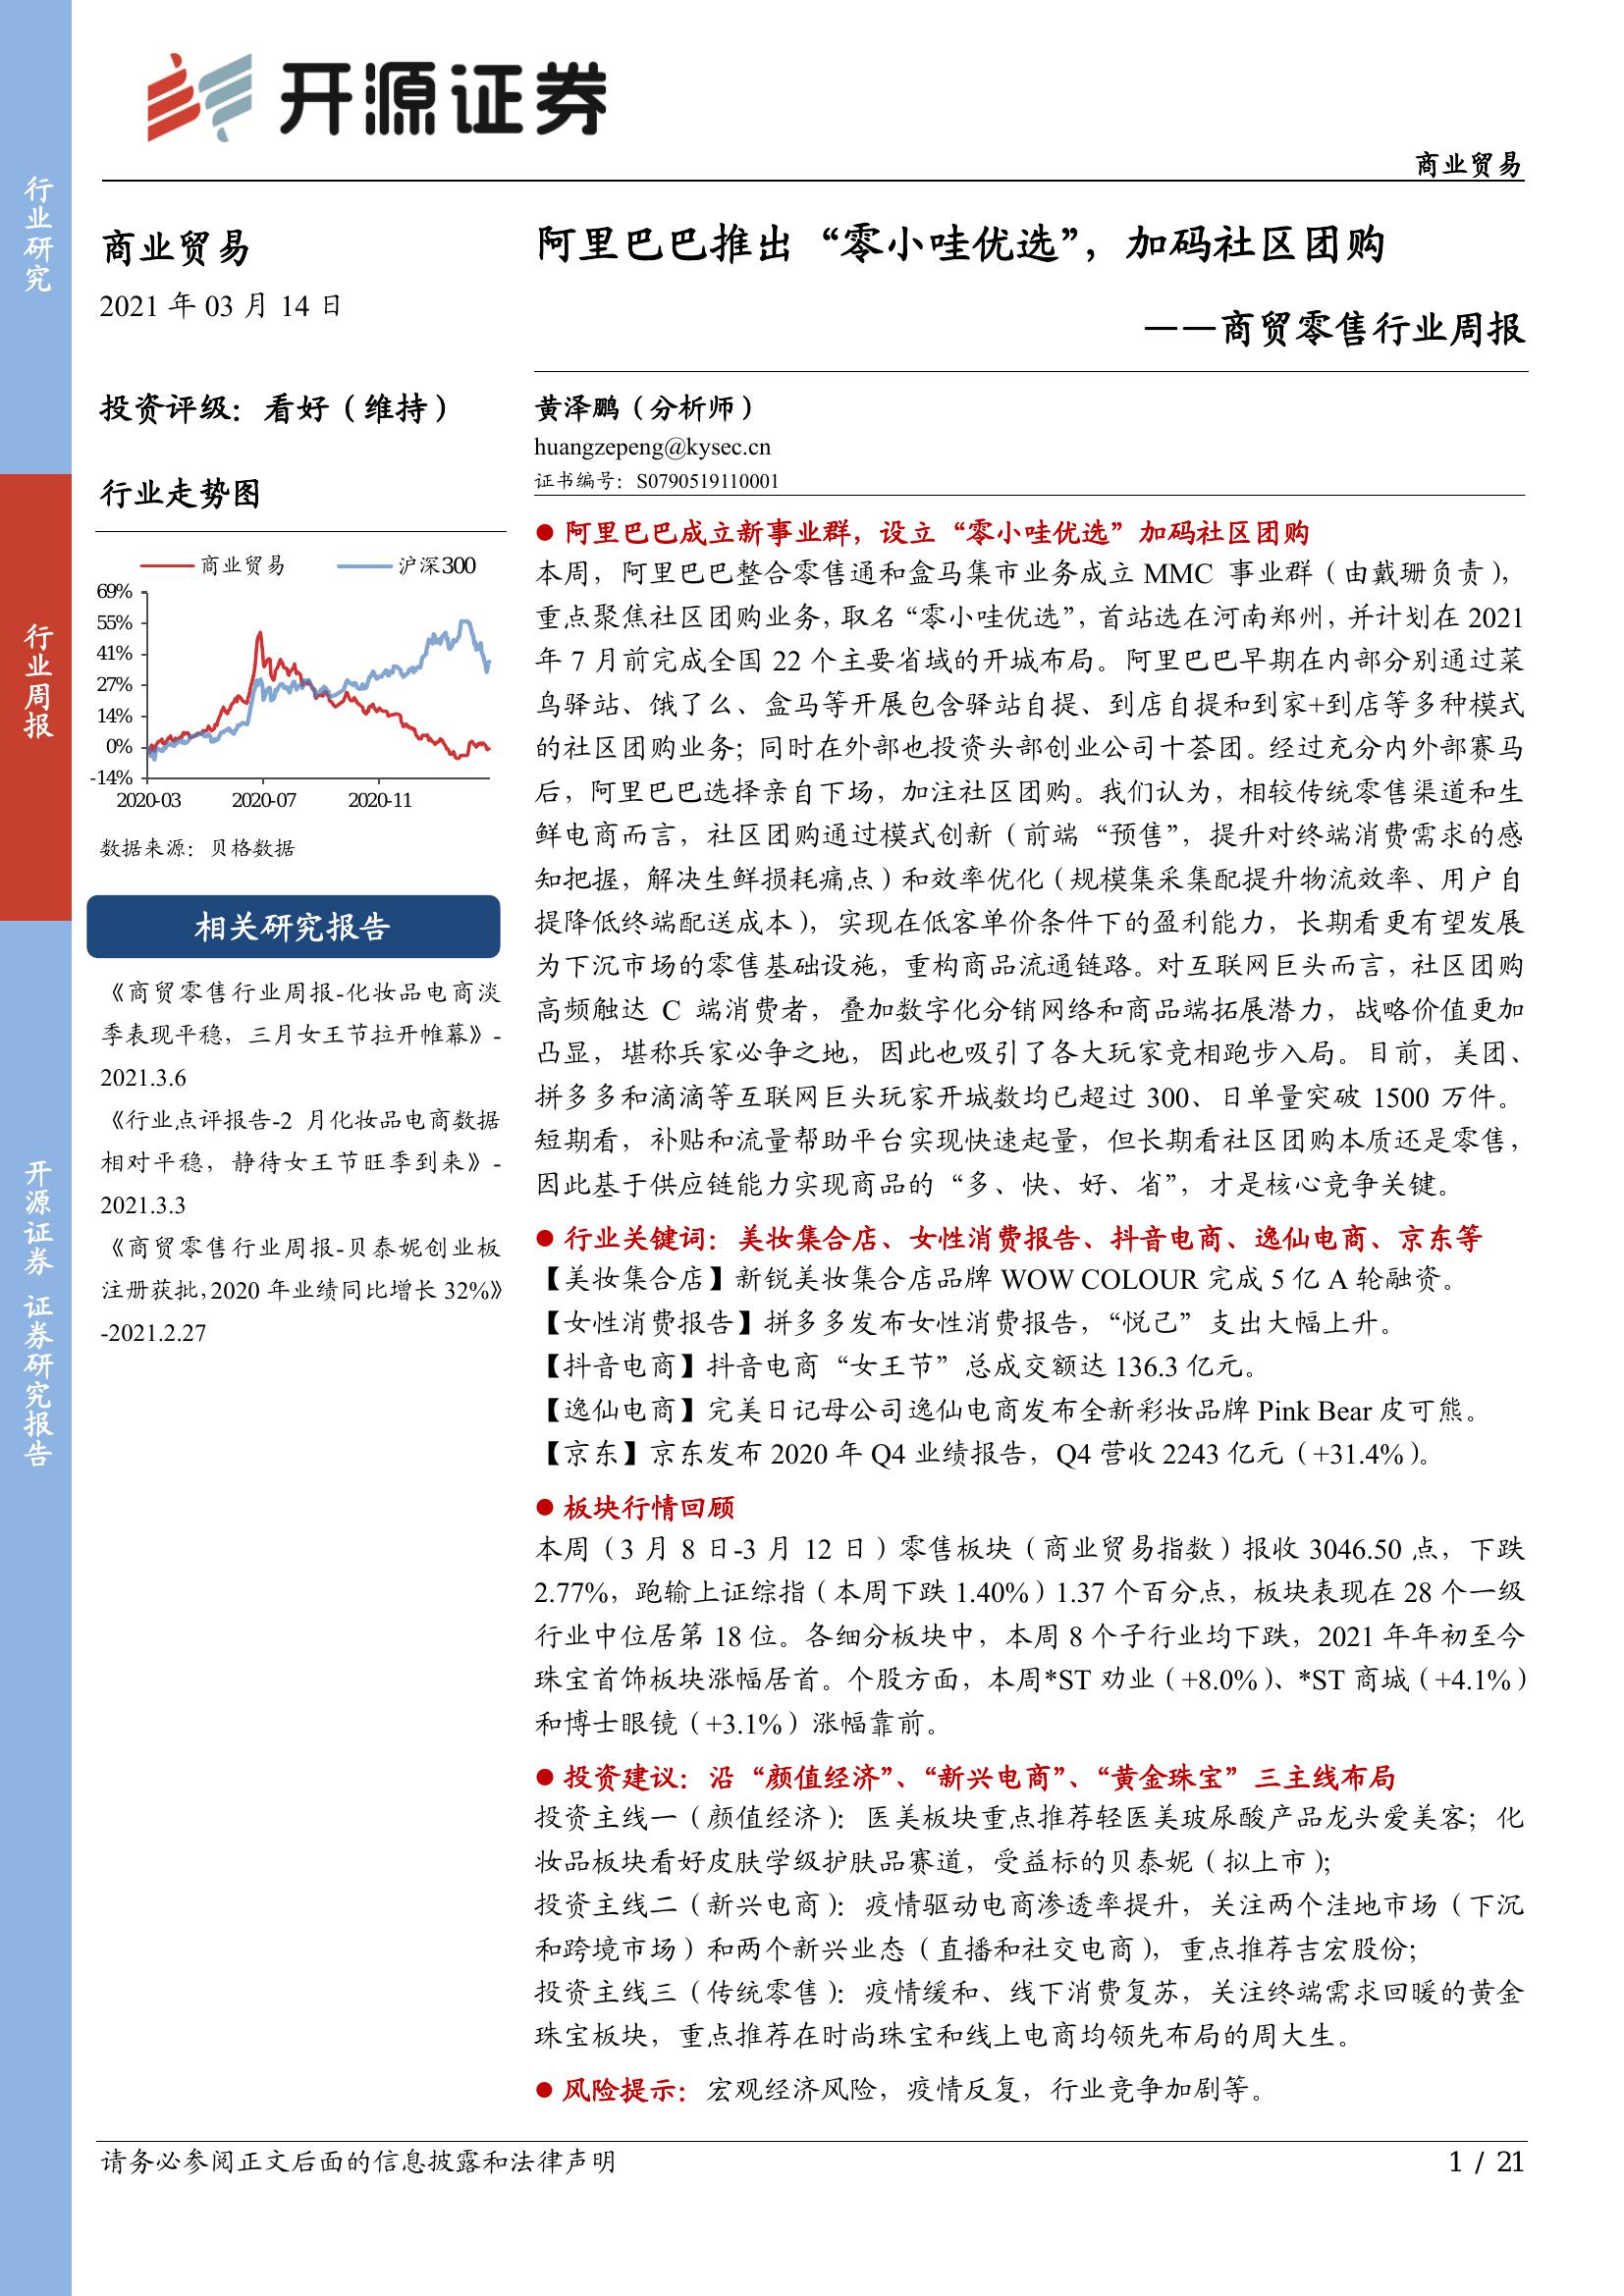 开源证券
商业贸易
行业研究
行业周报
开源证券 证券研究报告
商业贸易
2021 年 03 月 14 日
投资评级：看好（维持）
行业走势图
商业贸易 沪深300
69%
55%
41%
27%
14%
0%
-14%
2020-03 2020-07 2020-11
数据来源：贝格数据
相关研究报告
《商贸零售行业周报-化妆品电商淡
季表现平稳，三月女王节拉开帷幕》-
2021.3.6
《行业点评报告-2 月化妆品电商数据
相对平稳，静待女王节旺季到来》-
2021.3.3
《商贸零售行业周报-贝泰妮创业板
注册获批,2020 年业绩同比增长 32%》
-2021.2.27
阿里巴巴推出“零小哇优选”，加码社区团购
——商贸零售行业周报
黄泽鹏（分析师）
huangzepeng@kysec.cn
证书编号：S0790519110001
● 阿里巴巴成立新事业群，设立“零小哇优选”加码社区团购
本周，阿里巴巴整合零售通和盒马集市业务成立 MMC 事业群（由戴珊负责），
重点聚焦社区团购业务，取名“零小哇优选”，首站选在河南郑州，并计划在 2021
年 7 月前完成全国 22 个主要省域的开城布局。阿里巴巴早期在内部分别通过菜
鸟驿站、饿了么、盒马等开展包含驿站自提、到店自提和到家+到店等多种模式
的社区团购业务；同时在外部也投资头部创业公司十荟团。经过充分内外部赛马
后，阿里巴巴选择亲自下场，加注社区团购。我们认为，相较传统零售渠道和生
鲜电商而言，社区团购通过模式创新（前端“预售”，提升对终端消费需求的感
知把握，解决生鲜损耗痛点）和效率优化（规模集采集配提升物流效率、用户自
提降低终端配送成本），实现在低客单价条件下的盈利能力，长期看更有望发展
为下沉市场的零售基础设施，重构商品流通链路。对互联网巨头而言，社区团购
高频触达 C 端消费者，叠加数字化分销网络和商品端拓展潜力，战略价值更加
凸显，堪称兵家必争之地，因此也吸引了各大玩家竞相跑步入局。目前，美团、
拼多多和滴滴等互联网巨头玩家开城数均已超过 300、日单量突破 1500 万件。
短期看，补贴和流量帮助平台实现快速起量，但长期看社区团购本质还是零售，
因此基于供应链能力实现商品的“多、快、好、省”，才是核心竞争关键。
● 行业关键词：美妆集合店、女性消费报告、抖音电商、逸仙电商、京东等
【美妆集合店】新锐美妆集合店品牌 WOW COLOUR 完成 5 亿 A 轮融资。
【女性消费报告】拼多多发布女性消费报告，“悦己”支出大幅上升。
【抖音电商】抖音电商“女王节”总成交额达 136.3 亿元。
【逸仙电商】完美日记母公司逸仙电商发布全新彩妆品牌 Pink Bear 皮可熊。
【京东】京东发布 2020 年 Q4 业绩报告，Q4 营收 2243 亿元（+31.4%）。
● 板块行情回顾
本周（3 月 8 日-3 月 12 日）零售板块（商业贸易指数）报收 3046.50 点，下跌
2.77%，跑输上证综指（本周下跌 1.40%）1.37 个百分点，板块表现在 28 个一级
行业中位居第 18 位。各细分板块中，本周 8 个子行业均下跌，2021 年年初至今
珠宝首饰板块涨幅居首。个股方面，本周*ST 劝业（+8.0%）、*ST 商城（+4.1%）
和博士眼镜（+3.1%）涨幅靠前。
● 投资建议：沿“颜值经济”、“新兴电商”、“黄金珠宝”三主线布局
投资主线一（颜值经济）：医美板块重点推荐轻医美玻尿酸产品龙头爱美客；化
妆品板块看好皮肤学级护肤品赛道，受益标的贝泰妮（拟上市）；
投资主线二（新兴电商）：疫情驱动电商渗透率提升，关注两个洼地市场（下沉
和跨境市场）和两个新兴业态（直播和社交电商），重点推荐吉宏股份；
投资主线三（传统零售）：疫情缓和、线下消费复苏，关注终端需求回暖的黄金
珠宝板块，重点推荐在时尚珠宝和线上电商均领先布局的周大生。
● 风险提示：宏观经济风险，疫情反复，行业竞争加剧等。
请务必参阅正文后面的信息披露和法律声明
1 / 21